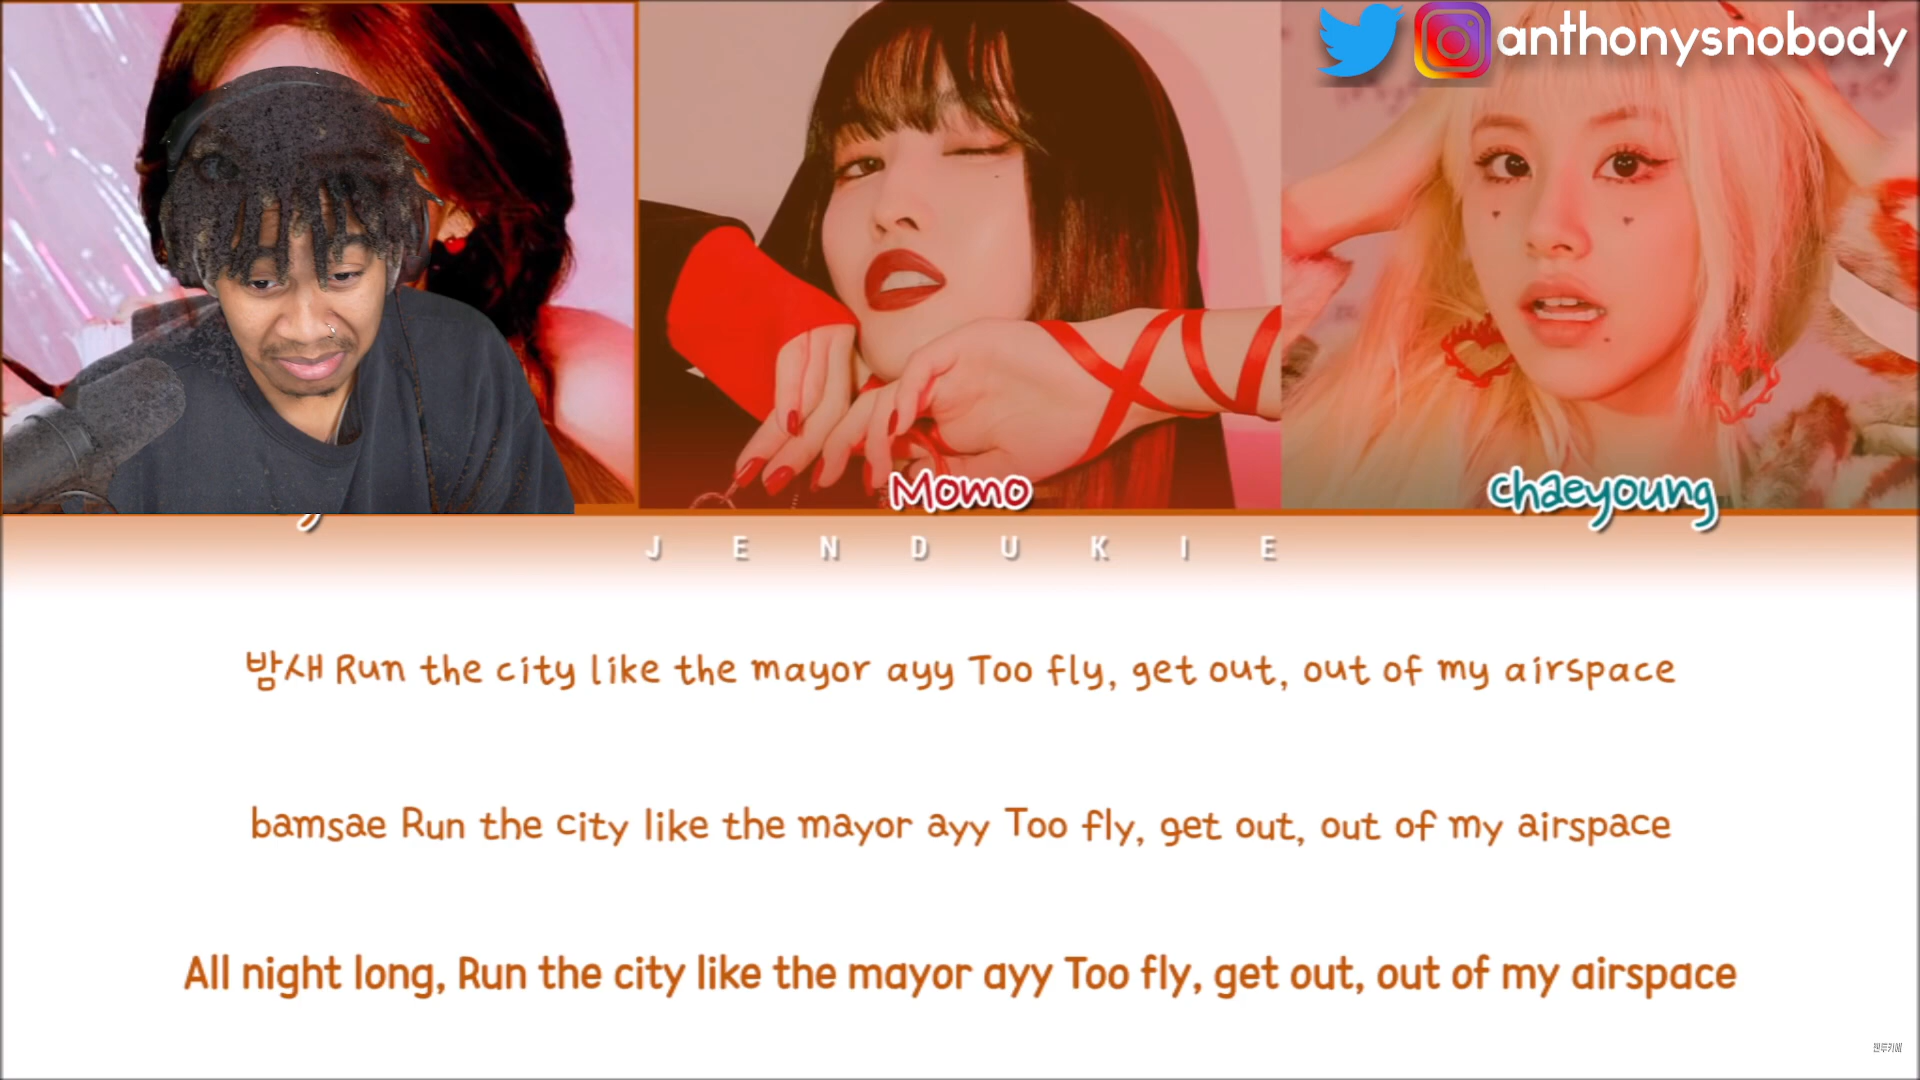 anthonysnobody
Momo
chaeyoung
JENDUKIE
밤새 Run the city like the mayor ayy Too fly, get out, out of my airspace
bamsae Run the city like the mayor ayy Too fly, get out, out of my airspace
All night long, Run the city like the mayor ayy Too fly, get out, out of my airspace